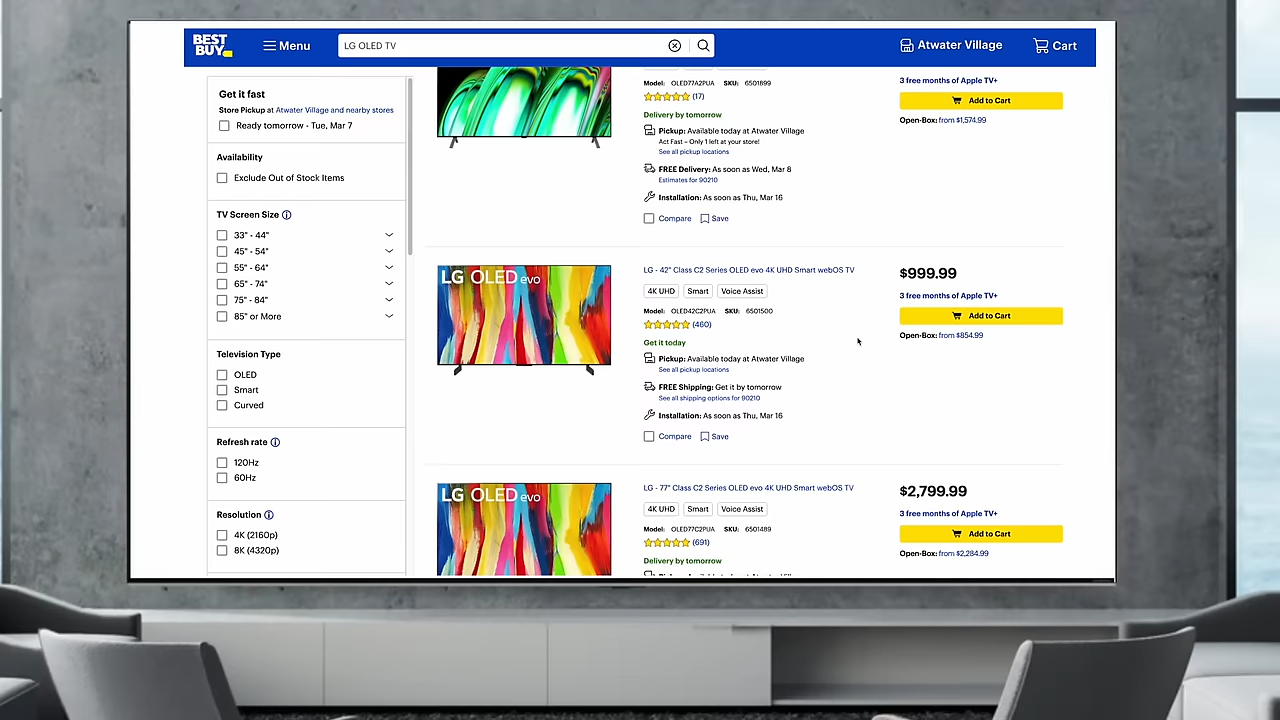 BEST
BUY
Menu
LG OLED TV
Atwater Village
Cart
Get it fast
Store Pickup at Atwater Village and nearby stores
Ready tomorrow - Tue, Mar 7
Availability
Exclude Out of Stock Items
TV Screen Size
33" - 44"
45" - 54"
55" - 64"
65" - 74"
75" - 84"
85" or More
Television Type
OLED
Smart
Curved
Refresh rate
120Hz
60Hz
Resolution
4K (2160p)
8K (4320p)
Model: OLED77A2PUA SKU: 6501899
(17)
Delivery by tomorrow
Pickup: Available today at Atwater Village
Act Fast – Only 1 left at your store!
See all pickup locations
FREE Delivery: As soon as Wed, Mar 8
Estimates for 90210
Installation: As soon as Thu, Mar 16
Compare Save
3 free months of Apple TV+
Add to Cart
Open-Box: from $1,574.99
LG OLED evo
LG - 42" Class C2 Series OLED evo 4K UHD Smart webOS TV
4K UHD Smart Voice Assist
Model: OLED42C2PUA SKU: 6501500
(460)
Get it today
Pickup: Available today at Atwater Village
See all pickup locations
FREE Shipping: Get it by tomorrow
See all shipping options for 90210
Installation: As soon as Thu, Mar 16
Compare Save
$999.99
3 free months of Apple TV+
Add to Cart
Open-Box: from $854.99
LG OLED evo
LG - 77" Class C2 Series OLED evo 4K UHD Smart webOS TV
4K UHD Smart Voice Assist
Model: OLED77C2PUA SKU: 6501489
(691)
Delivery by tomorrow
$2,799.99
3 free months of Apple TV+
Add to Cart
Open-Box: from $2,284.99